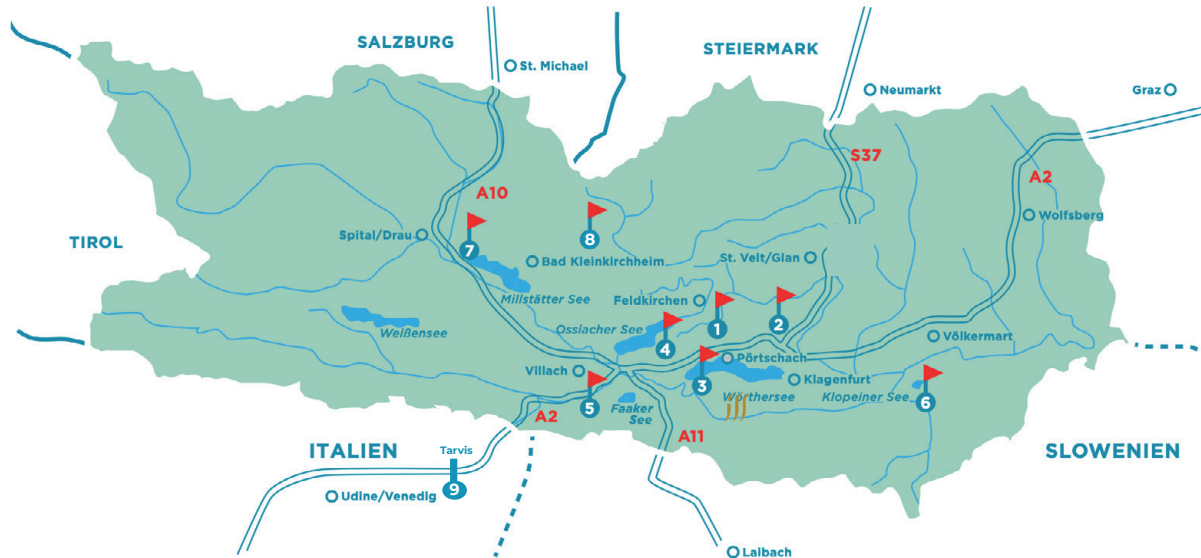 SALZBURG
STEIERMARK
St. Michael
Neumarkt
Graz
S37
A10
A2
Wolfsberg
TIROL
Spital/Drau
7
8
Bad Kleinkirchheim
St. Veit/Glan
Millstätter See
Feldkirchen
Weißensee
Ossiacher See
1
2
4
Völkermart
Pörtschach
Villach
3
Klagenfurt
Wörthersee
Klopeiner See
6
5
Faaker
See
A2
A11
ITALIEN
Tarvis
SLOWENIEN
9
Udine/Venedig
Laibach